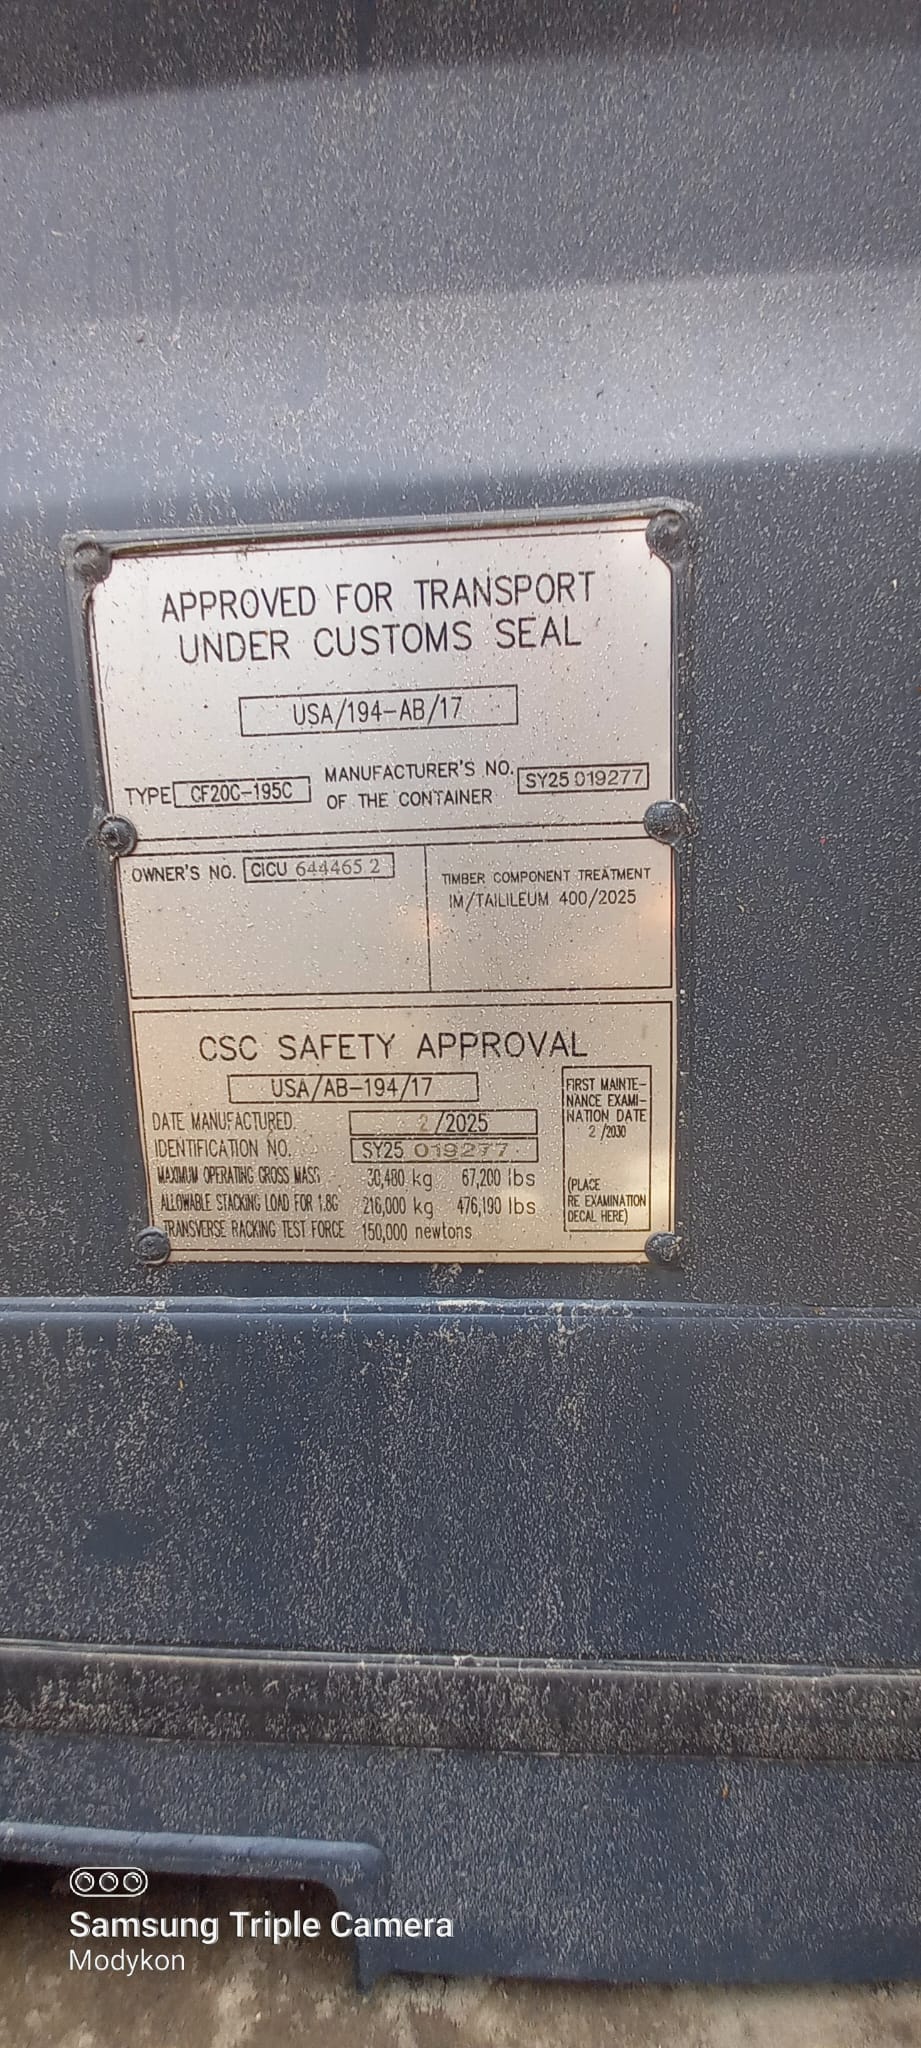 APPROVED FOR TRANSPORT
UNDER CUSTOMS SEAL
USA/194-AB/17
TYPE CF20C-195C MANUFACTURER'S NO. OF THE CONTAINER SY25 019277
OWNER'S NO. CICU 644465 2
TIMBER COMPONENT TREATMENT
IM/TAILILEUM 400/2025
CSC SAFETY APPROVAL
USA/AB-194/17
DATE MANUFACTURED. 2/2025
IDENTIFICATION NO. SY25 019277
MAXIMUM OPERATING GROSS MASS 30,480 kg 67,200 lbs
ALLOWABLE STACKING LOAD FOR 1.8G 216,000 kg 476,190 lbs
TRANSVERSE RACKING TEST FORCE 150,000 newtons
FIRST MAINTE-
NANCE EXAMI-
NATION DATE
2 /2030
(PLACE
RE EXAMINATION
DECAL HERE)
Samsung Triple Camera
Modykon